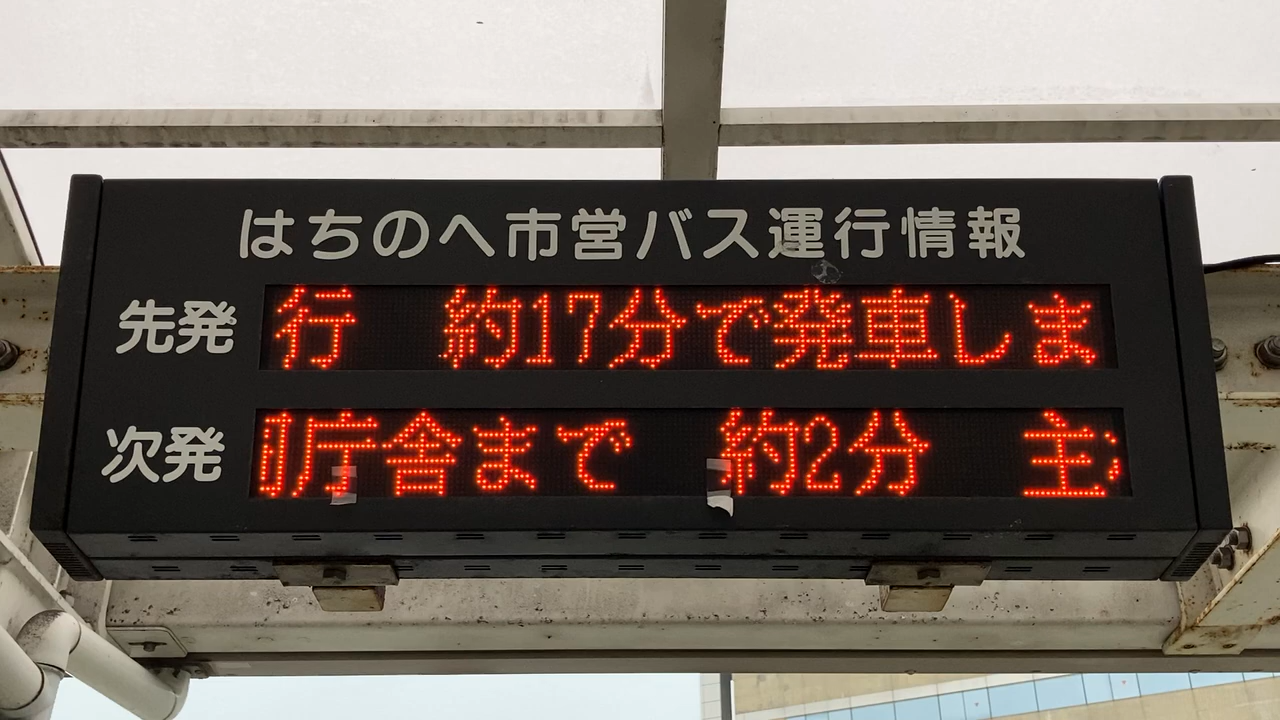 はちのへ市営バス運行情報
先発 行 約17分で発車しま
次発 庁舎まで 約2分 主